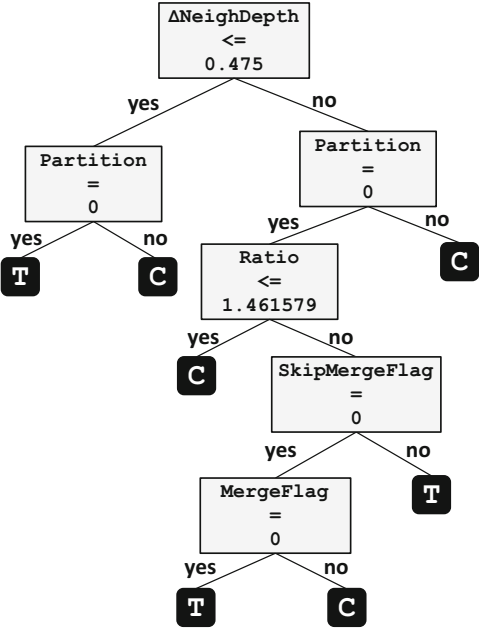 ΔNeighDepth
<=
0.475
yes
no
Partition
=
0
Partition
=
0
yes
no
yes
no
T
C
Ratio
<=
1.461579
C
yes
no
C
SkipMergeFlag
=
0
yes
no
MergeFlag
=
0
T
yes
no
T
C